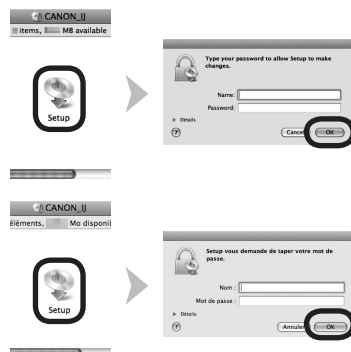 CANON_IJ
items, MB available
Setup
Type your password to allow Setup to make
changes.
Name:
Password:
Details
?
Cancel
OK
CANON_IJ
éléments, Mo disponil
Setup
Setup vous demande de taper votre mot de
passe.
Nom :
Mot de passe :
Détails
?
Annuler
OK